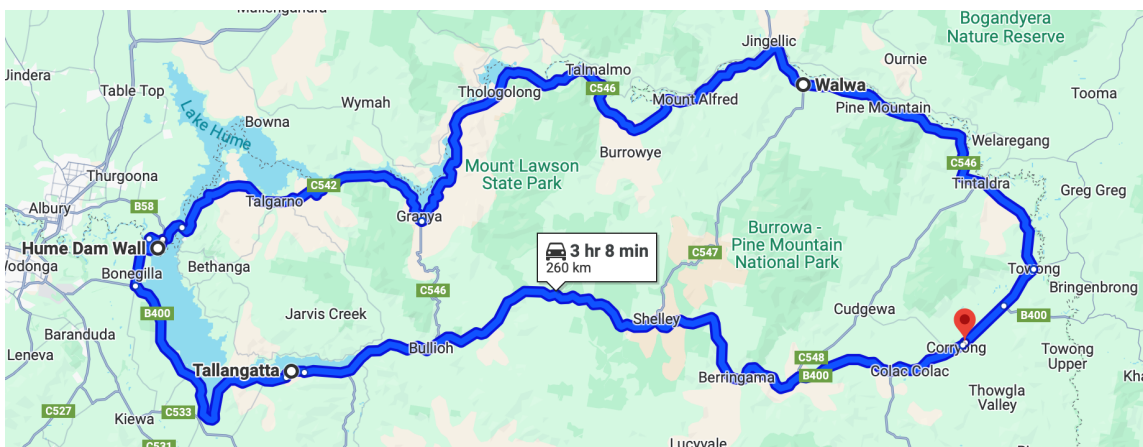 Mullengandra
Bogandyera
Nature Reserve
Jindera
Table Top
Lake Hume
Bowna
Wymah
Thurgoona
Albury
B58
Talgarno
C542
Granya
Hume Dam Wall
Wodonga
Bonegilla
Bethanga
B400
Baranduda
Leneva
C527
Kiewa
C533
C531
Jarvis Creek
Tallangatta
C546
Bullioh
Thologolong
Talmalmo
C546
Mount Alfred
Burrowye
Mount Lawson
State Park
Jingellic
Walwa
Ournie
Pine Mountain
Tooma
Welaregang
C546
Tintaldra
Greg Greg
Burrowa -
Pine Mountain
National Park
C547
3 hr 8 min
260 km
Shelley
Towong
Bringenbrong
B400
Cudgewa
Corryong
Towong
Upper
C548
B400
Colac Colac
Berringama
Thowgla
Valley
Lucyvale